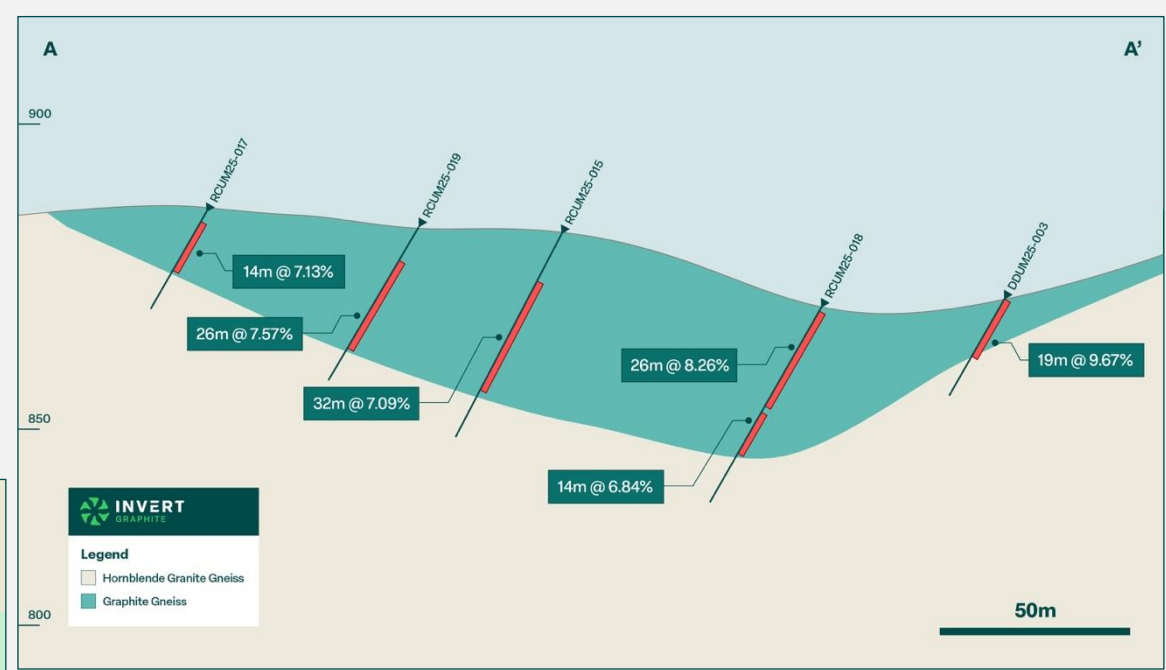 A
A'
900
RCUM25-017
RCUM25-019
RCUM25-015
RCUM25-018
DDUM25-003
14m @ 7.13%
26m @ 7.57%
32m @ 7.09%
26m @ 8.26%
19m @ 9.67%
14m @ 6.84%
850
INVERT
GRAPHITE
Legend
Hornblende Granite Gneiss
Graphite Gneiss
800
50m